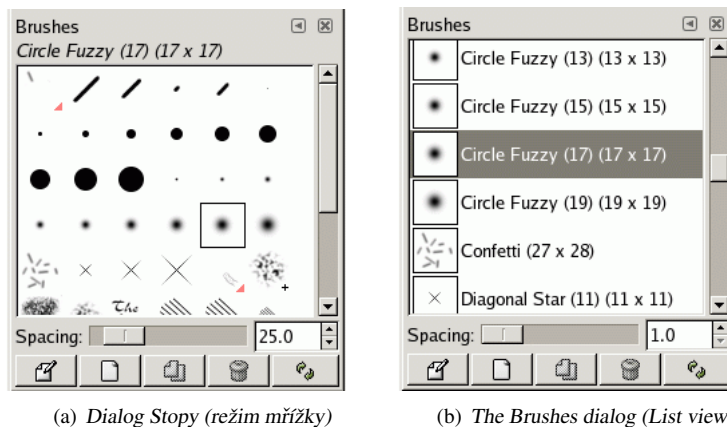 Brushes
Circle Fuzzy (17) (17 x 17)
The
Spacing:
25.0
(a) Dialog Stopy (režim mřížky)
Brushes
Circle Fuzzy (13) (13 x 13)
Circle Fuzzy (15) (15 x 15)
Circle Fuzzy (17) (17 x 17)
Circle Fuzzy (19) (19 x 19)
Confetti (27 x 28)
Diagonal Star (11) (11 x 11)
Spacing:
1.0
(b) The Brushes dialog (List view